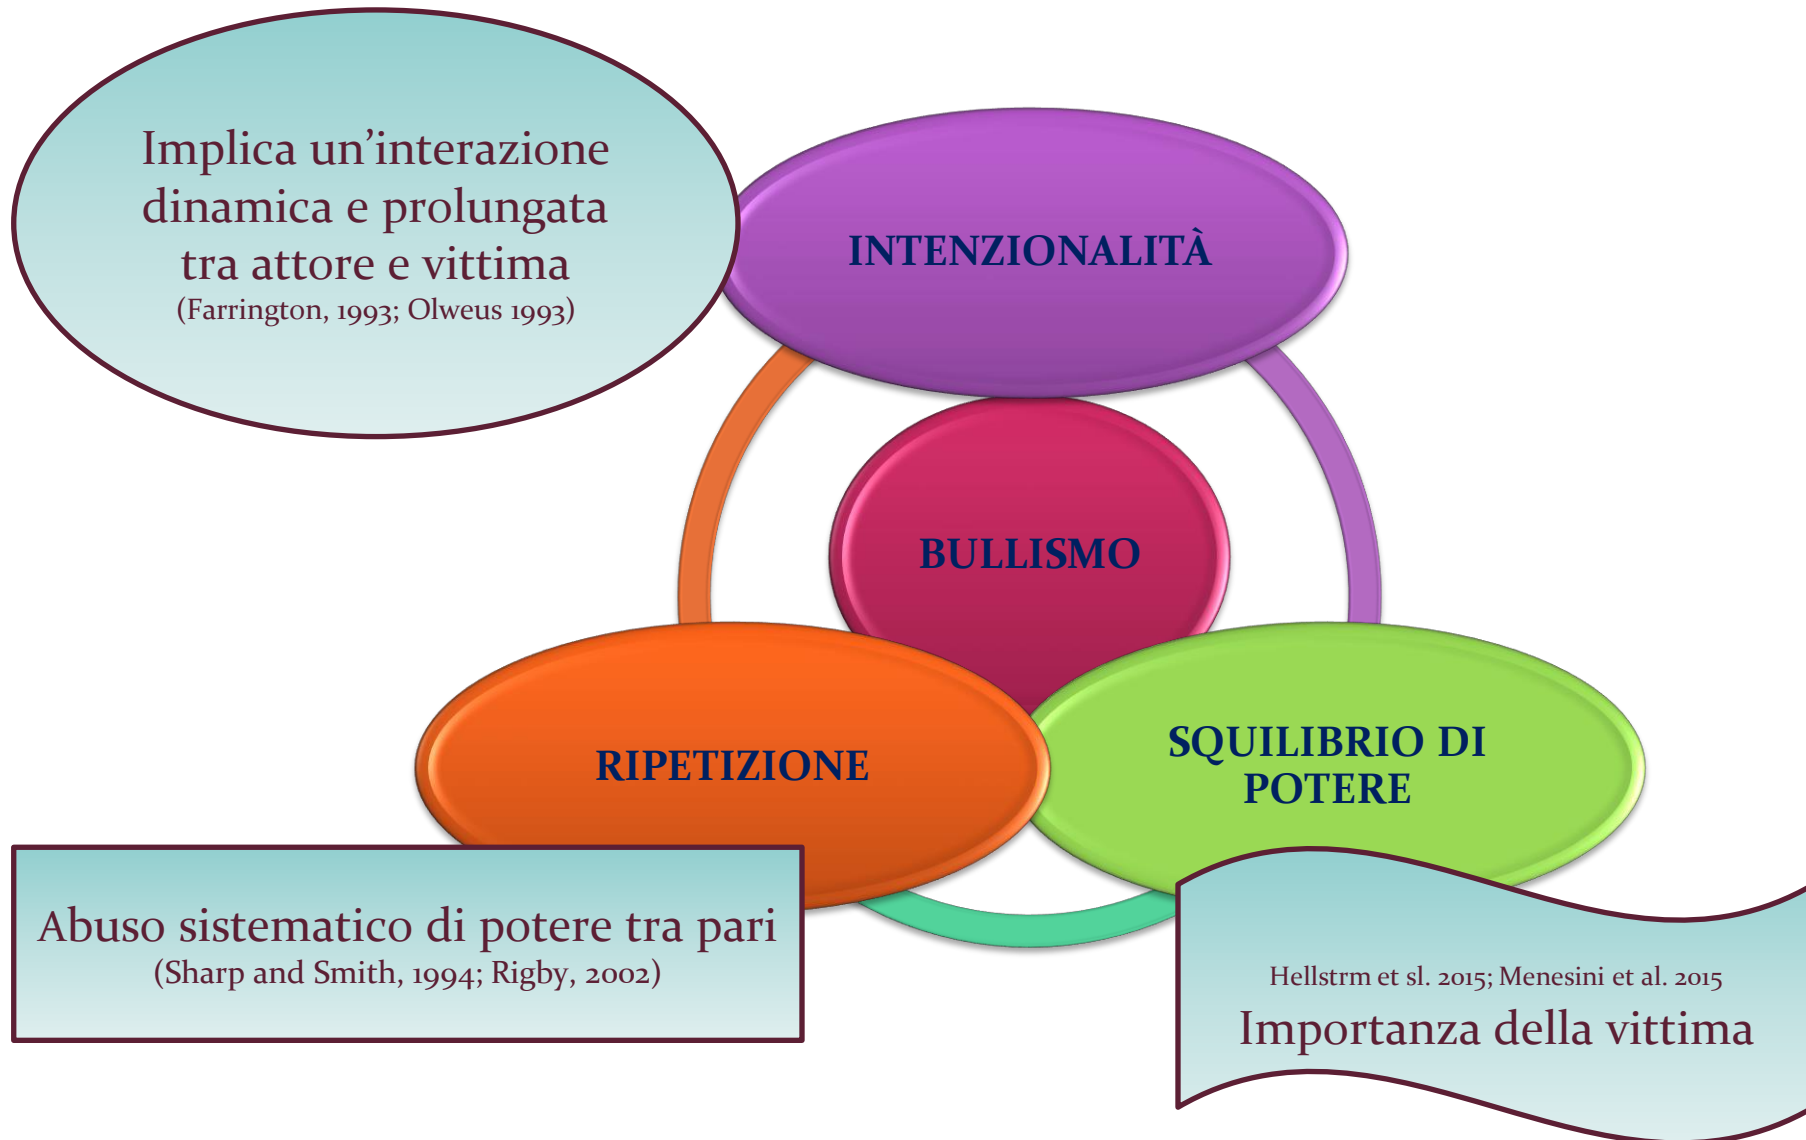 Implica un’interazione
dinamica e prolungata
tra attore e vittima
(Farrington, 1993; Olweus 1993)
INTENZIONALITÀ
BULLISMO
RIPETIZIONE
SQUILIBRIO DI
POTERE
Abuso sistematico di potere tra pari
(Sharp and Smith, 1994; Rigby, 2002)
Hellstrm et sl. 2015; Menesini et al. 2015
Importanza della vittima